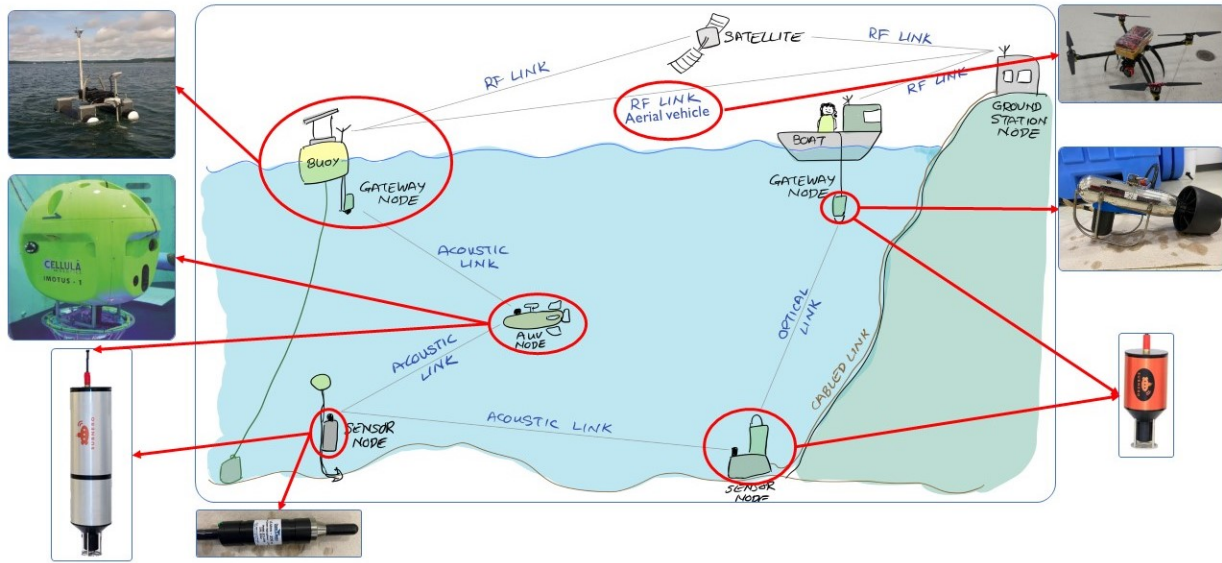 SATELLITE
RF LINK
RF LINK
RF LINK
RF LINK
Aerial vehicle
GROUND
STATION
NODE
BUOY
BOAT
GATEWAY
NODE
GATEWAY
NODE
ACOUSTIC
LINK
CELLULA
IMOTUS - 1
AUV
NODE
OPTICAL
LINK
ACOUSTIC
LINK
CABLED LINK
ACOUSTIC LINK
SENSOR
NODE
SENSOR
NODE